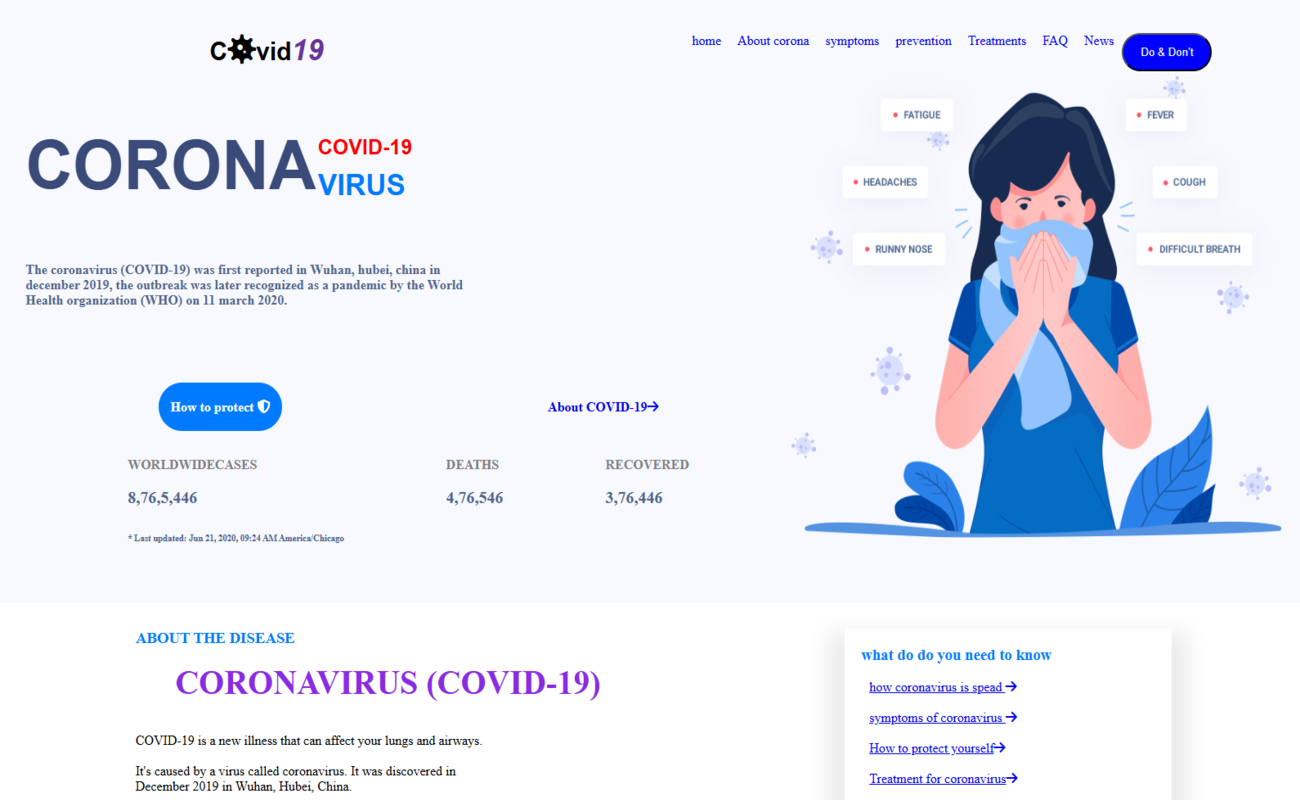 Covid19
home About corona symptoms prevention Treatments FAQ News Do & Don't
CORONA
COVID-19
VIRUS
The coronavirus (COVID-19) was first reported in Wuhan, hubei, china in
december 2019, the outbreak was later recognized as a pandemic by the World
Health organization (WHO) on 11 march 2020.
How to protect
About COVID-19
WORLDWIDECASES DEATHS RECOVERED
8,76,5,446 4,76,546 3,76,446
* Last updated: Jun 21, 2020, 09:24 AM America/Chicago
FATIGUE
FEVER
HEADACHES
COUGH
RUNNY NOSE
DIFFICULT BREATH
ABOUT THE DISEASE
CORONAVIRUS (COVID-19)
COVID-19 is a new illness that can affect your lungs and airways.
It's caused by a virus called coronavirus. It was discovered in
December 2019 in Wuhan, Hubei, China.
what do do you need to know
how coronavirus is spead
symptoms of coronavirus
How to protect yourself
Treatment for coronavirus